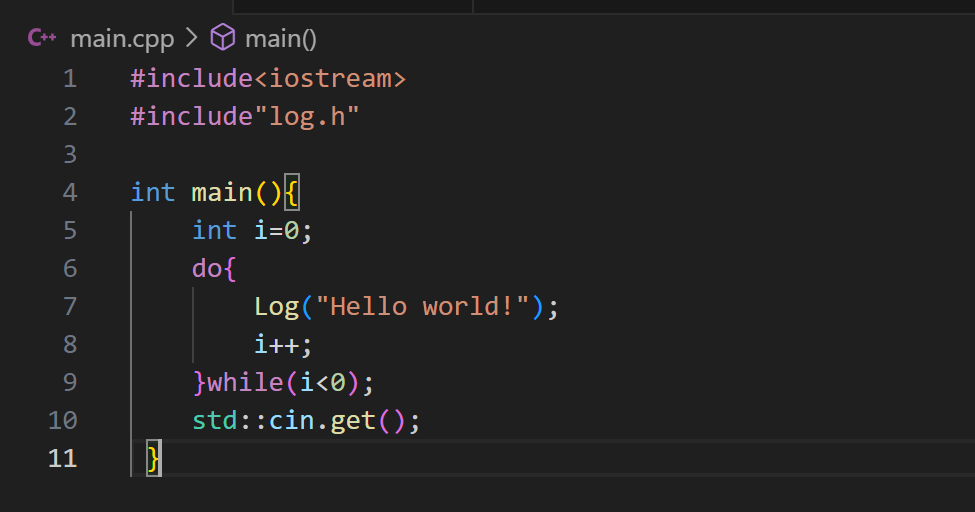 C++ main.cpp > main()
1 #include<iostream>
2 #include"log.h"
3
4 int main(){
5     int i=0;
6     do{
7         Log("Hello world!");
8         i++;
9     }while(i<0);
10     std::cin.get();
11  }